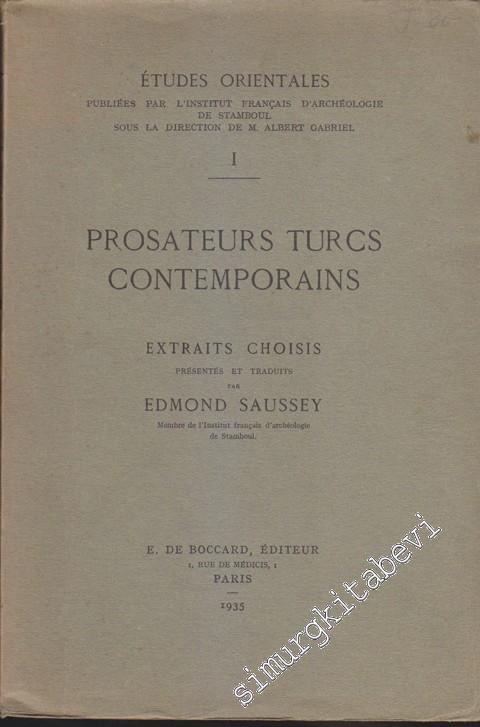 ÉTUDES ORIENTALES
PUBLIÉES PAR L'INSTITUT FRANÇAIS D'ARCHÉOLOGIE
DE STAMBOUL
SOUS LA DIRECTION DE M. ALBERT GABRIEL
I
PROSATEURS TURCS
CONTEMPORAINS
EXTRAITS CHOISIS
PRÉSENTÉS ET TRADUITS
PAR
EDMOND SAUSSEY
Membre de l'Institut français d'archéologie
de Stamboul.
E. DE BOCCARD, ÉDITEUR
1, RUE DE MÉDICIS, 1
PARIS
1935
simurgkitabevi